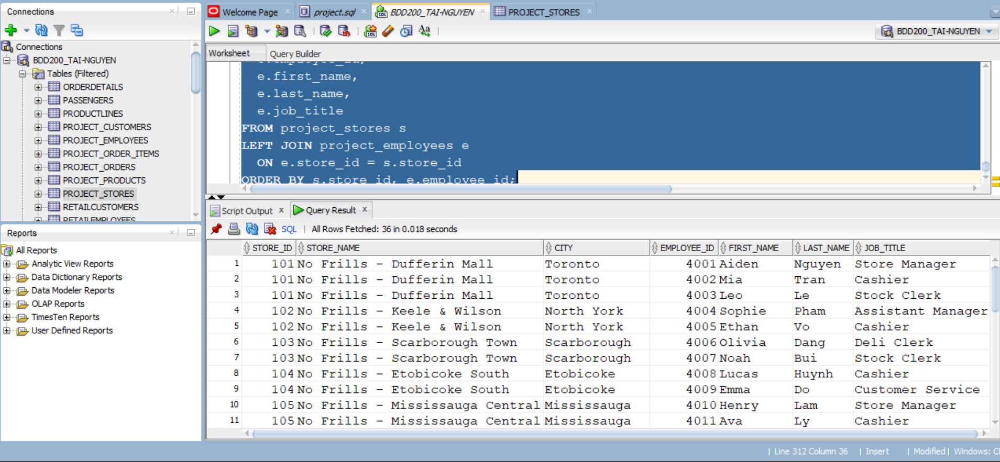 Connections
Connections
BDD200_TAI-NGUYEN
Tables (Filtered)
ORDERDETAILS
PASSENGERS
PRODUCTLINES
PROJECT_CUSTOMERS
PROJECT_EMPLOYEES
PROJECT_ORDER_ITEMS
PROJECT_ORDERS
PROJECT_PRODUCTS
PROJECT_STORES
RETAILCUSTOMERS
RETAILEMPLOYEES
Reports
All Reports
Analytic View Reports
Data Dictionary Reports
Data Modeler Reports
OLAP Reports
TimesTen Reports
User Defined Reports
Welcome Page project.sql BDD200_TAI-NGUYEN PROJECT_STORES
BDD200_TAI-NGUYEN
Worksheet Query Builder
e.employee_id,
e.first_name,
e.last_name,
e.job_title
FROM project_stores s
LEFT JOIN project_employees e
ON e.store_id = s.store_id
ORDER BY s.store_id, e.employee_id;
Script Output x Query Result x
SQL | All Rows Fetched: 36 in 0.018 seconds
STORE_ID STORE_NAME CITY EMPLOYEE_ID FIRST_NAME LAST_NAME JOB_TITLE
1 101 No Frills - Dufferin Mall Toronto 4001 Aiden Nguyen Store Manager
2 101 No Frills - Dufferin Mall Toronto 4002 Mia Tran Cashier
3 101 No Frills - Dufferin Mall Toronto 4003 Leo Le Stock Clerk
4 102 No Frills - Keele & Wilson North York 4004 Sophie Pham Assistant Manager
5 102 No Frills - Keele & Wilson North York 4005 Ethan Vo Cashier
6 103 No Frills - Scarborough Town Scarborough 4006 Olivia Dang Deli Clerk
7 103 No Frills - Scarborough Town Scarborough 4007 Noah Bui Stock Clerk
8 104 No Frills - Etobicoke South Etobicoke 4008 Lucas Huynh Cashier
9 104 No Frills - Etobicoke South Etobicoke 4009 Emma Do Customer Service
10 105 No Frills - Mississauga Central Mississauga 4010 Henry Lam Store Manager
11 105 No Frills - Mississauga Central Mississauga 4011 Ava Ly Cashier
| Line 312 Column 36 | Insert | Modified | Windows: